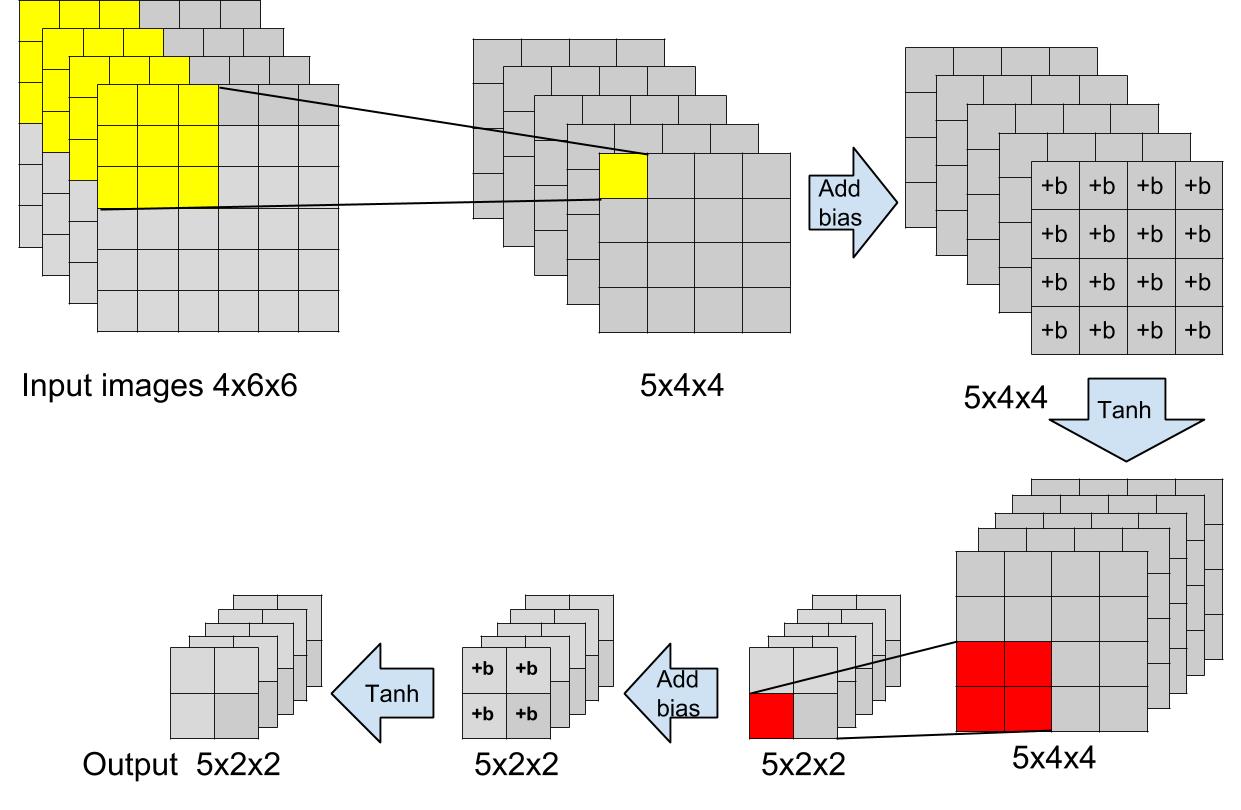 Add
bias
+b +b +b +b
+b +b +b +b
+b +b +b +b
+b +b +b +b
Input images 4x6x6
5x4x4
5x4x4
Tanh
+b +b
+b +b
Add
bias
Tanh
Output 5x2x2
5x2x2
5x2x2
5x4x4